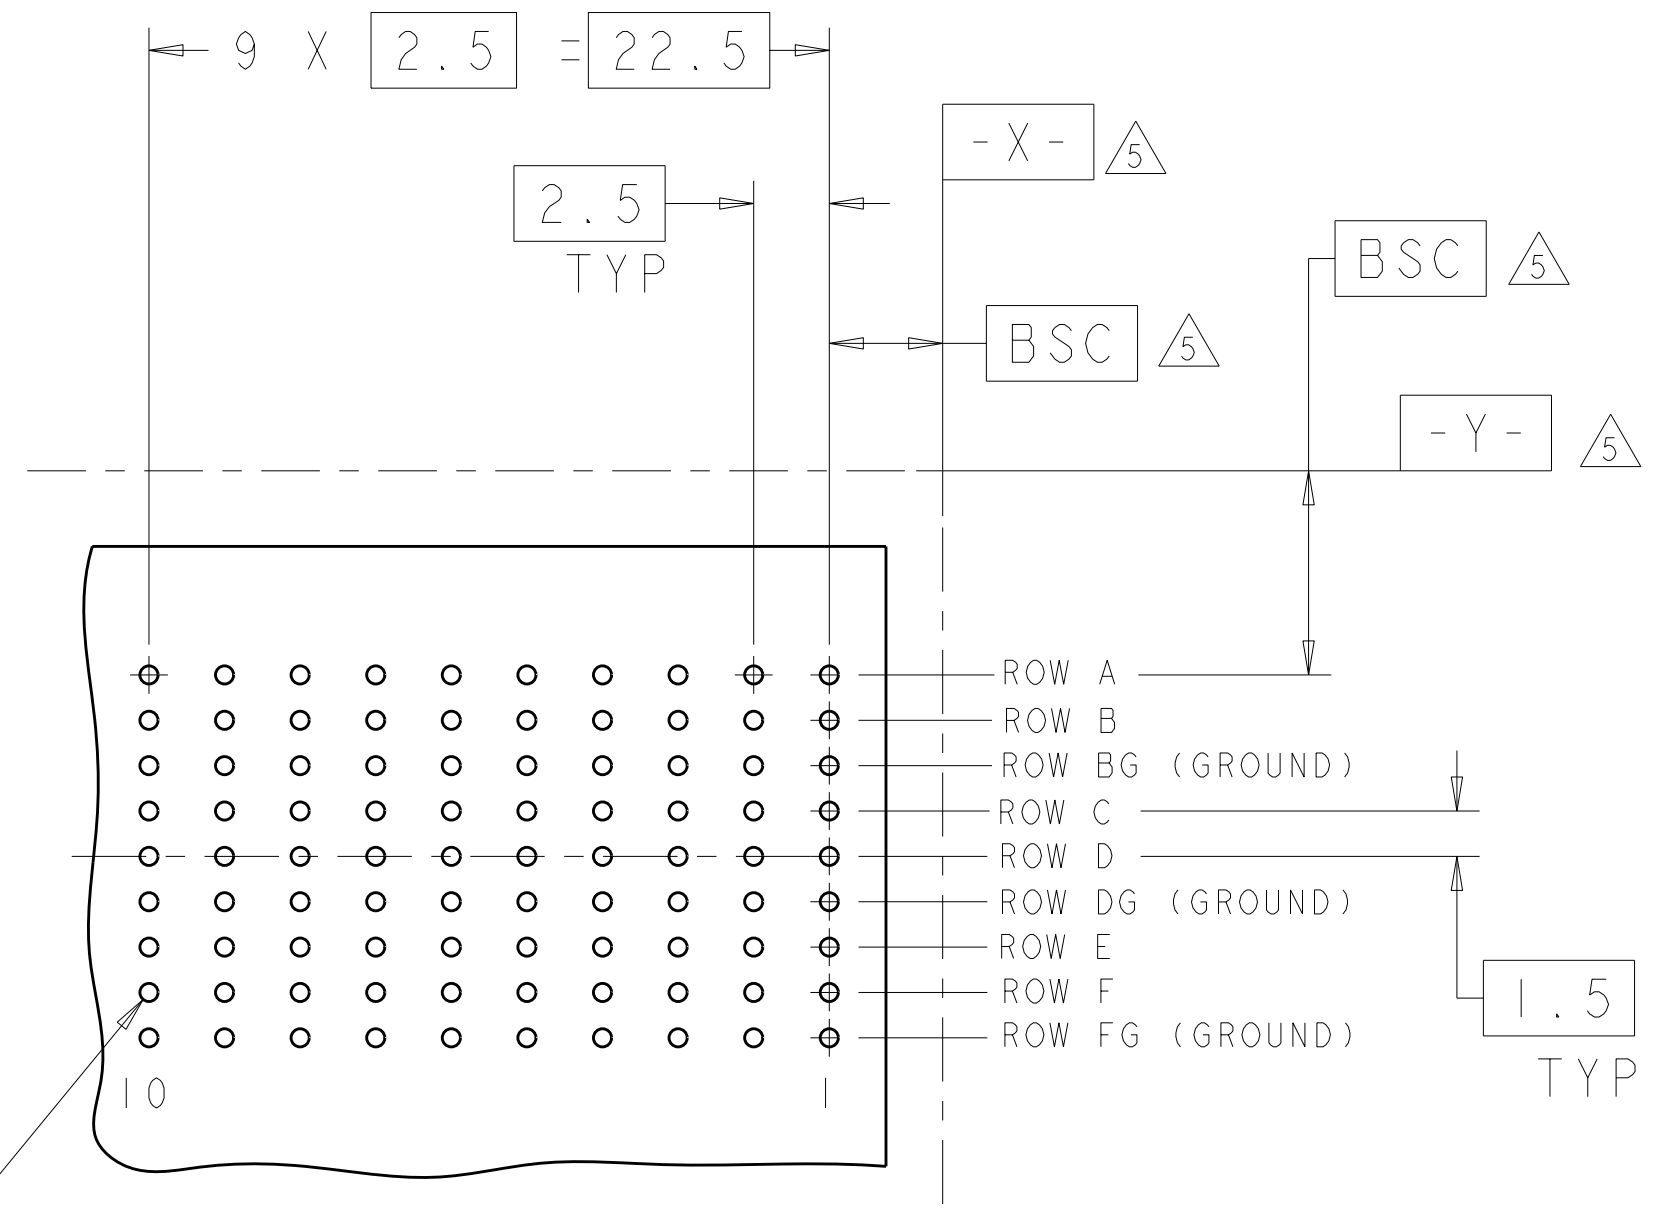 9 X 2.5 = 22.5
-X- 5
2.5
TYP
BSC 5
BSC 5
-Y- 5
ROW A
ROW B
ROW BG (GROUND)
ROW C
ROW D
ROW DG (GROUND)
ROW E
ROW F
1.5
ROW FG (GROUND)
TYP
10 1